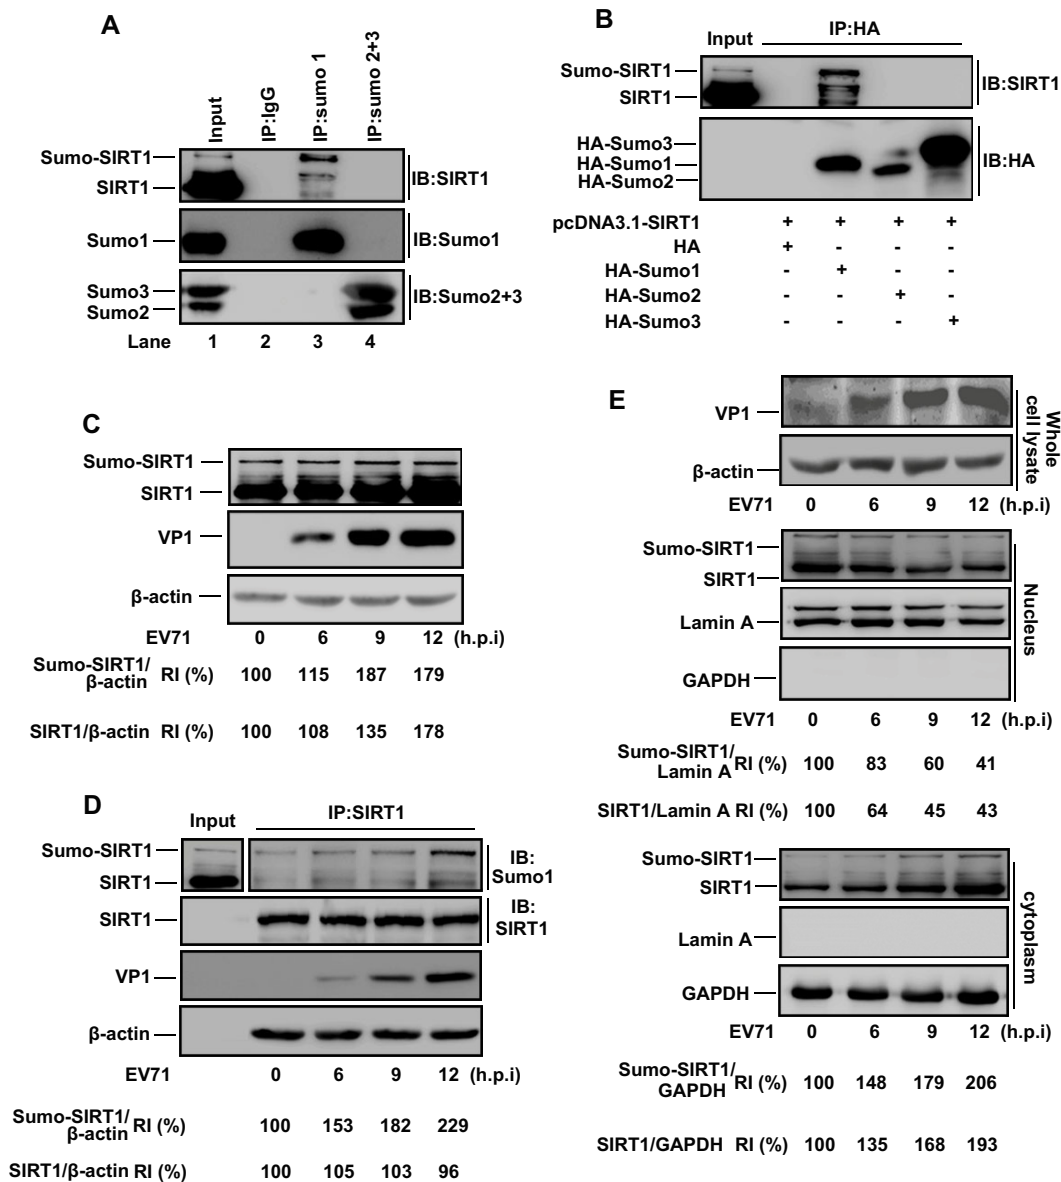 A
Input
IP:IgG
IP:sumo 1
IP:sumo 2+3
Sumo-SIRT1
SIRT1
IB:SIRT1
Sumo1
IB:Sumo1
Sumo3
Sumo2
IB:Sumo2+3
Lane 1 2 3 4
B
Input IP:HA
Sumo-SIRT1
SIRT1
IB:SIRT1
HA-Sumo3
HA-Sumo1
HA-Sumo2
IB:HA
pcDNA3.1-SIRT1 + + + +
HA + - - -
HA-Sumo1 - + - -
HA-Sumo2 - - + -
HA-Sumo3 - - - +
C
Sumo-SIRT1
SIRT1
VP1
β-actin
EV71 0 6 9 12 (h.p.i)
Sumo-SIRT1/
β-actin RI (%) 100 115 187 179
SIRT1/β-actin RI (%) 100 108 135 178
D
Input IP:SIRT1
Sumo-SIRT1
SIRT1
IB:
Sumo1
SIRT1
IB:
SIRT1
VP1
β-actin
EV71 0 6 9 12 (h.p.i)
Sumo-SIRT1/
β-actin RI (%) 100 153 182 229
SIRT1/β-actin RI (%) 100 105 103 96
E
VP1
β-actin
Whole
cell lysate
EV71 0 6 9 12 (h.p.i)
Sumo-SIRT1
SIRT1
Lamin A
GAPDH
Nucleus
EV71 0 6 9 12 (h.p.i)
Sumo-SIRT1/
Lamin A RI (%) 100 83 60 41
SIRT1/Lamin A RI (%) 100 64 45 43
Sumo-SIRT1
SIRT1
Lamin A
GAPDH
cytoplasm
EV71 0 6 9 12 (h.p.i)
Sumo-SIRT1/
GAPDH RI (%) 100 148 179 206
SIRT1/GAPDH RI (%) 100 135 168 193